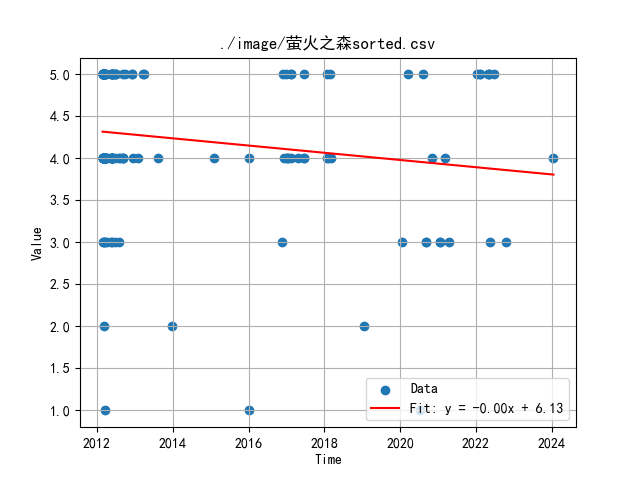 ./image/萤火之森sorted.csv
5.0
4.5
4.0
3.5
3.0
2.5
2.0
1.5
1.0
Value
Data
Fit: y = -0.00x + 6.13
2012 2014 2016 2018 2020 2022 2024
Time